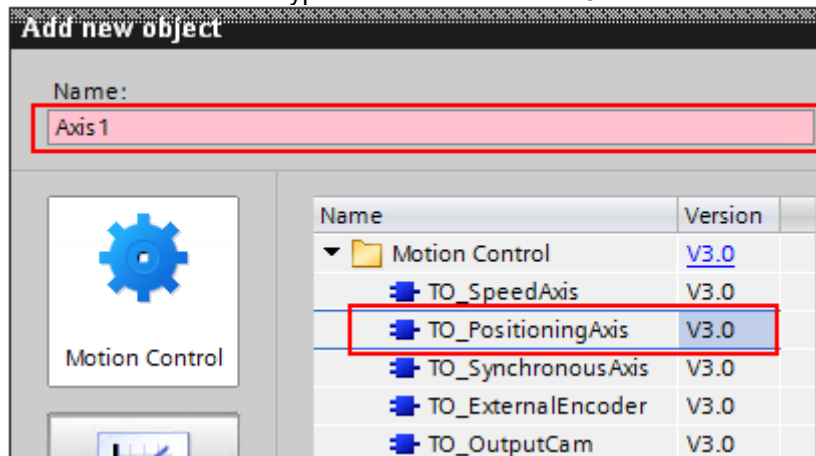 Add new object
Name:
Axis1
Name Version
Motion Control V3.0
TO_SpeedAxis V3.0
TO_PositioningAxis V3.0
Motion Control
TO_SynchronousAxis V3.0
TO_ExternalEncoder V3.0
TO_OutputCam V3.0